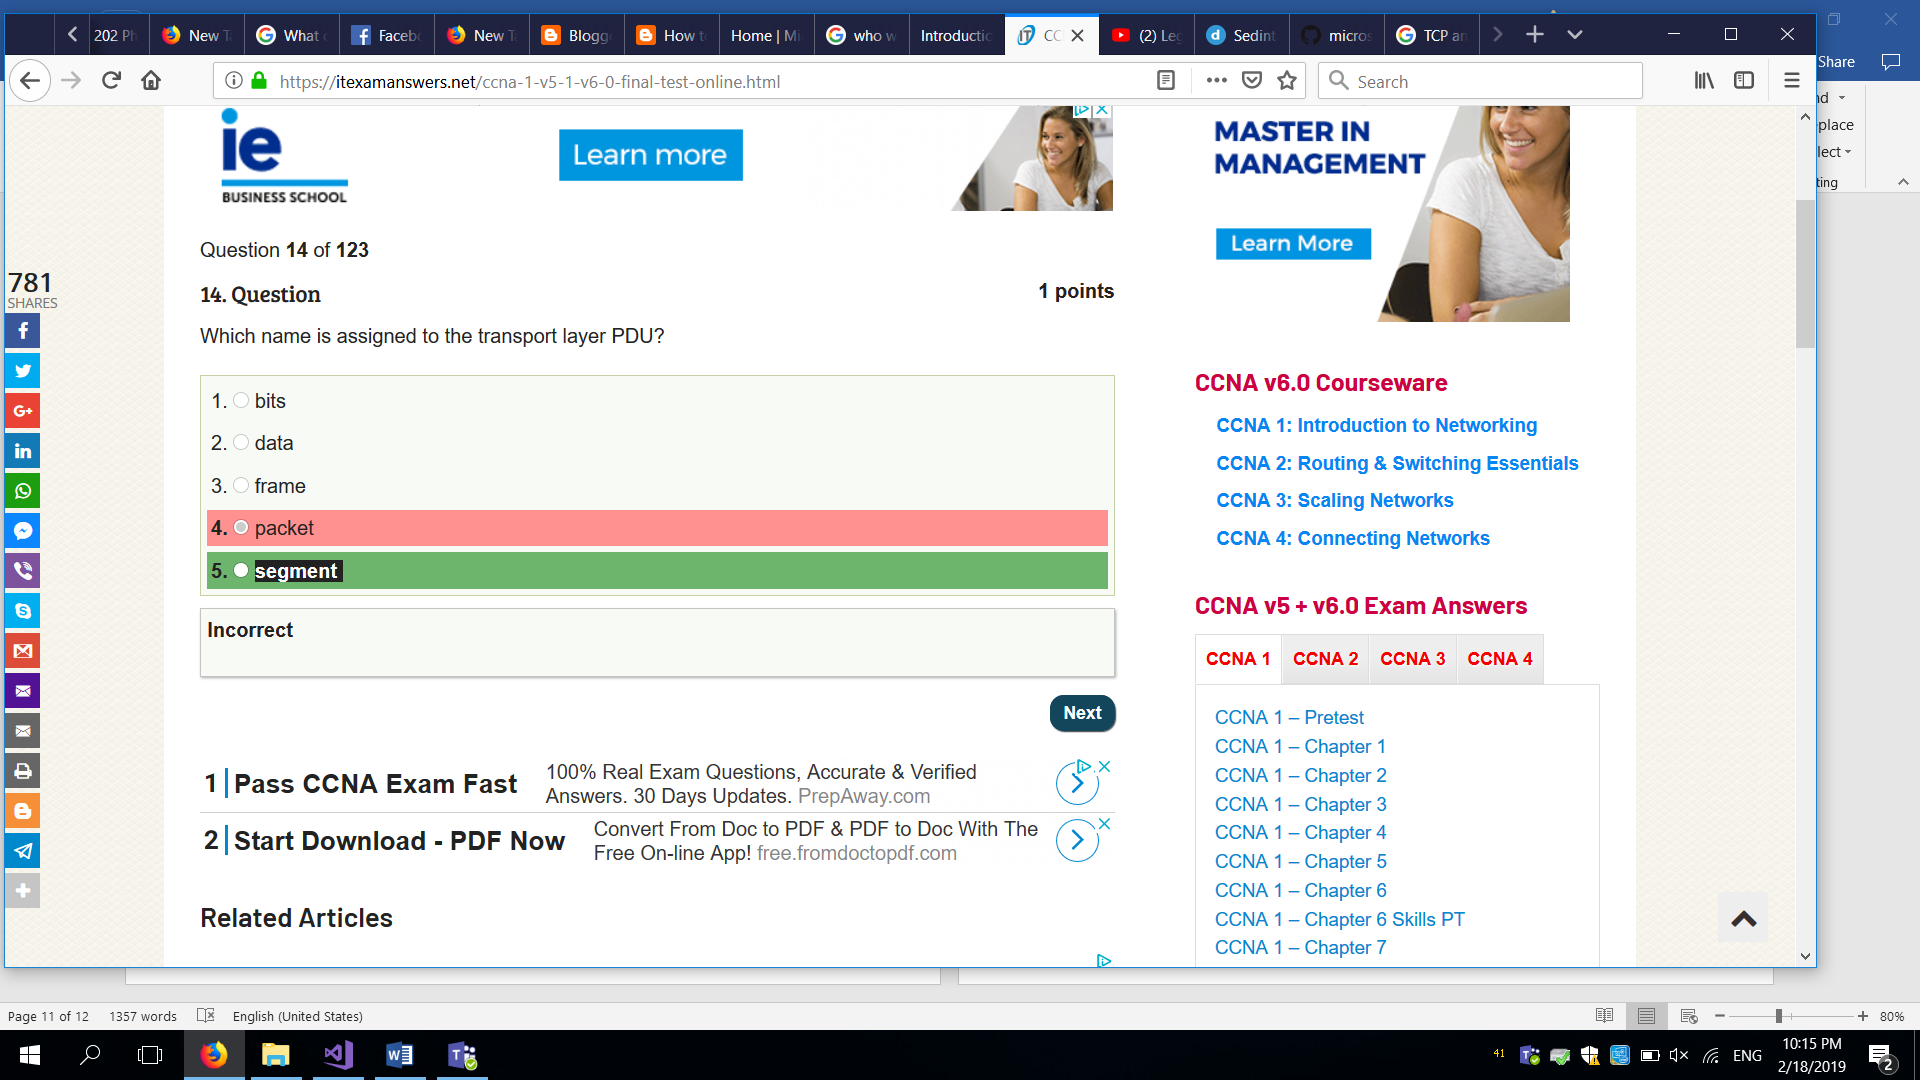 202 Ph
New T
What
Faceb
New T
Blogg
How t
Home | Mi
who w
Introductio
CC
(2) Leg
Sedint
micros
TCP an
Share
https://itexamanswers.net/ccna-1-v5-1-v6-0-final-test-online.html
Search
nd
place
lect
ting
ie
BUSINESS SCHOOL
Learn more
MASTER IN
MANAGEMENT
Learn More
Question 14 of 123
14. Question
1 points
Which name is assigned to the transport layer PDU?
1. bits
2. data
3. frame
4. packet
5. segment
Incorrect
Next
781
SHARES
1 Pass CCNA Exam Fast
100% Real Exam Questions, Accurate & Verified
Answers. 30 Days Updates. PrepAway.com
2 Start Download - PDF Now
Convert From Doc to PDF & PDF to Doc With The
Free On-line App! free.fromdoctopdf.com
Related Articles
CCNA v6.0 Courseware
CCNA 1: Introduction to Networking
CCNA 2: Routing & Switching Essentials
CCNA 3: Scaling Networks
CCNA 4: Connecting Networks
CCNA v5 + v6.0 Exam Answers
CCNA 1 CCNA 2 CCNA 3 CCNA 4
CCNA 1 – Pretest
CCNA 1 – Chapter 1
CCNA 1 – Chapter 2
CCNA 1 – Chapter 3
CCNA 1 – Chapter 4
CCNA 1 – Chapter 5
CCNA 1 – Chapter 6
CCNA 1 – Chapter 6 Skills PT
CCNA 1 – Chapter 7
Page 11 of 12 1357 words English (United States)
80%
41
ENG
10:15 PM
2/18/2019
2